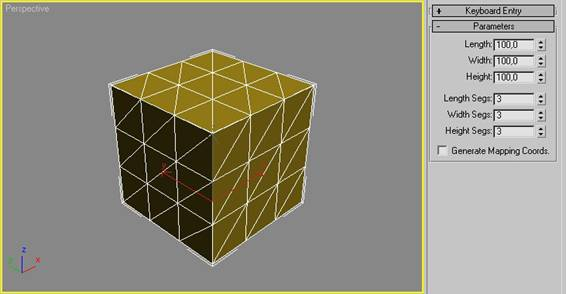 Perspective
z
x
+ Keyboard Entry
- Parameters
Length: 100,0
Width: 100,0
Height: 100,0
Length Segs: 3
Width Segs: 3
Height Segs: 3
Generate Mapping Coords.